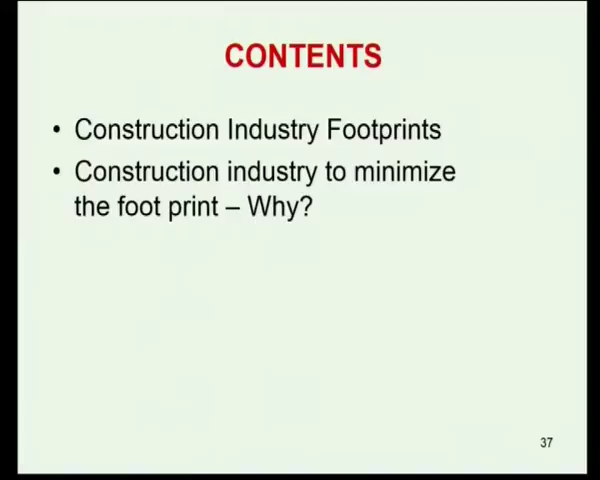 CONTENTS
• Construction Industry Footprints
• Construction industry to minimize
the foot print – Why?
37